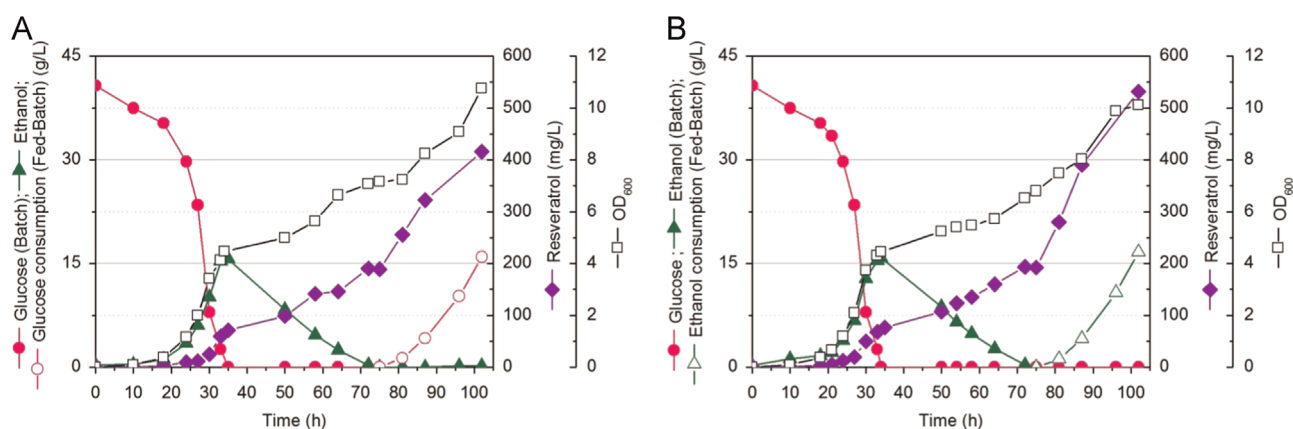 A
Glucose (Batch); Ethanol;
Glucose consumption (Fed-Batch) (g/L)
45
30
15
0
0 10 20 30 40 50 60 70 80 90 100
Time (h)
600
500
400
300
200
100
0
Resveratrol (mg/L)
12
10
8
6
4
2
0
OD600
B
Glucose ; Ethanol (Batch);
Ethanol consumption (Fed-Batch) (g/L)
45
30
15
0
0 10 20 30 40 50 60 70 80 90 100
Time (h)
600
500
400
300
200
100
0
Resveratrol (mg/L)
12
10
8
6
4
2
0
OD600